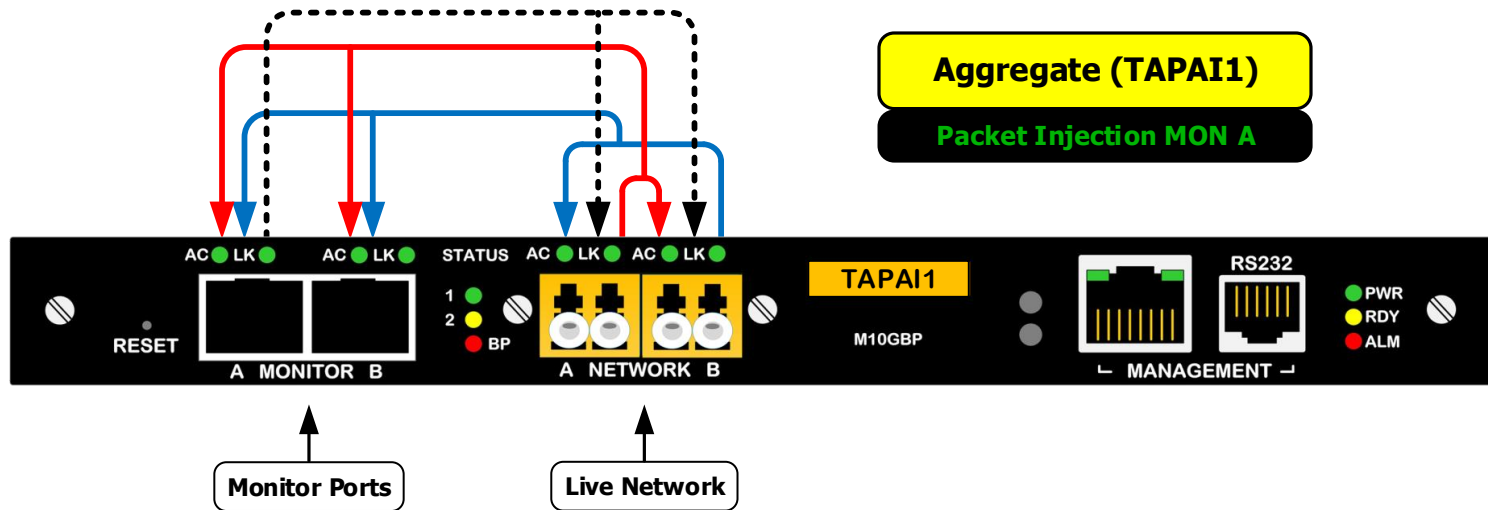 Aggregate (TAPAI1)
Packet Injection MON A
AC LK AC LK STATUS AC LK AC LK
RS232
TAPAI1
1
2
BP
PWR
RDY
ALM
RESET
M10GBP
A MONITOR B
A NETWORK B
MANAGEMENT
Monitor Ports
Live Network